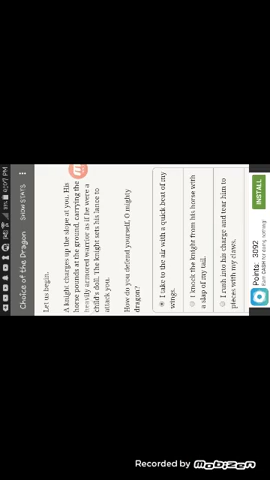 Choice of the Dragon SHOW STATS
Let us begin.
A knight charges up the slope at you. His
horse pounds at the ground, carrying the
heavily armored warrior as if he were a
child's doll. The knight sets his lance to
attack you.
How do you defend yourself, O mighty
dragon?
I take to the air with a quick beat of my
wings.
I knock the knight from his horse with
a slap of my tail.
I rush into his charge and tear him to
pieces with my claws.
Points: 3092
INSTALL
Recorded by
mobizen